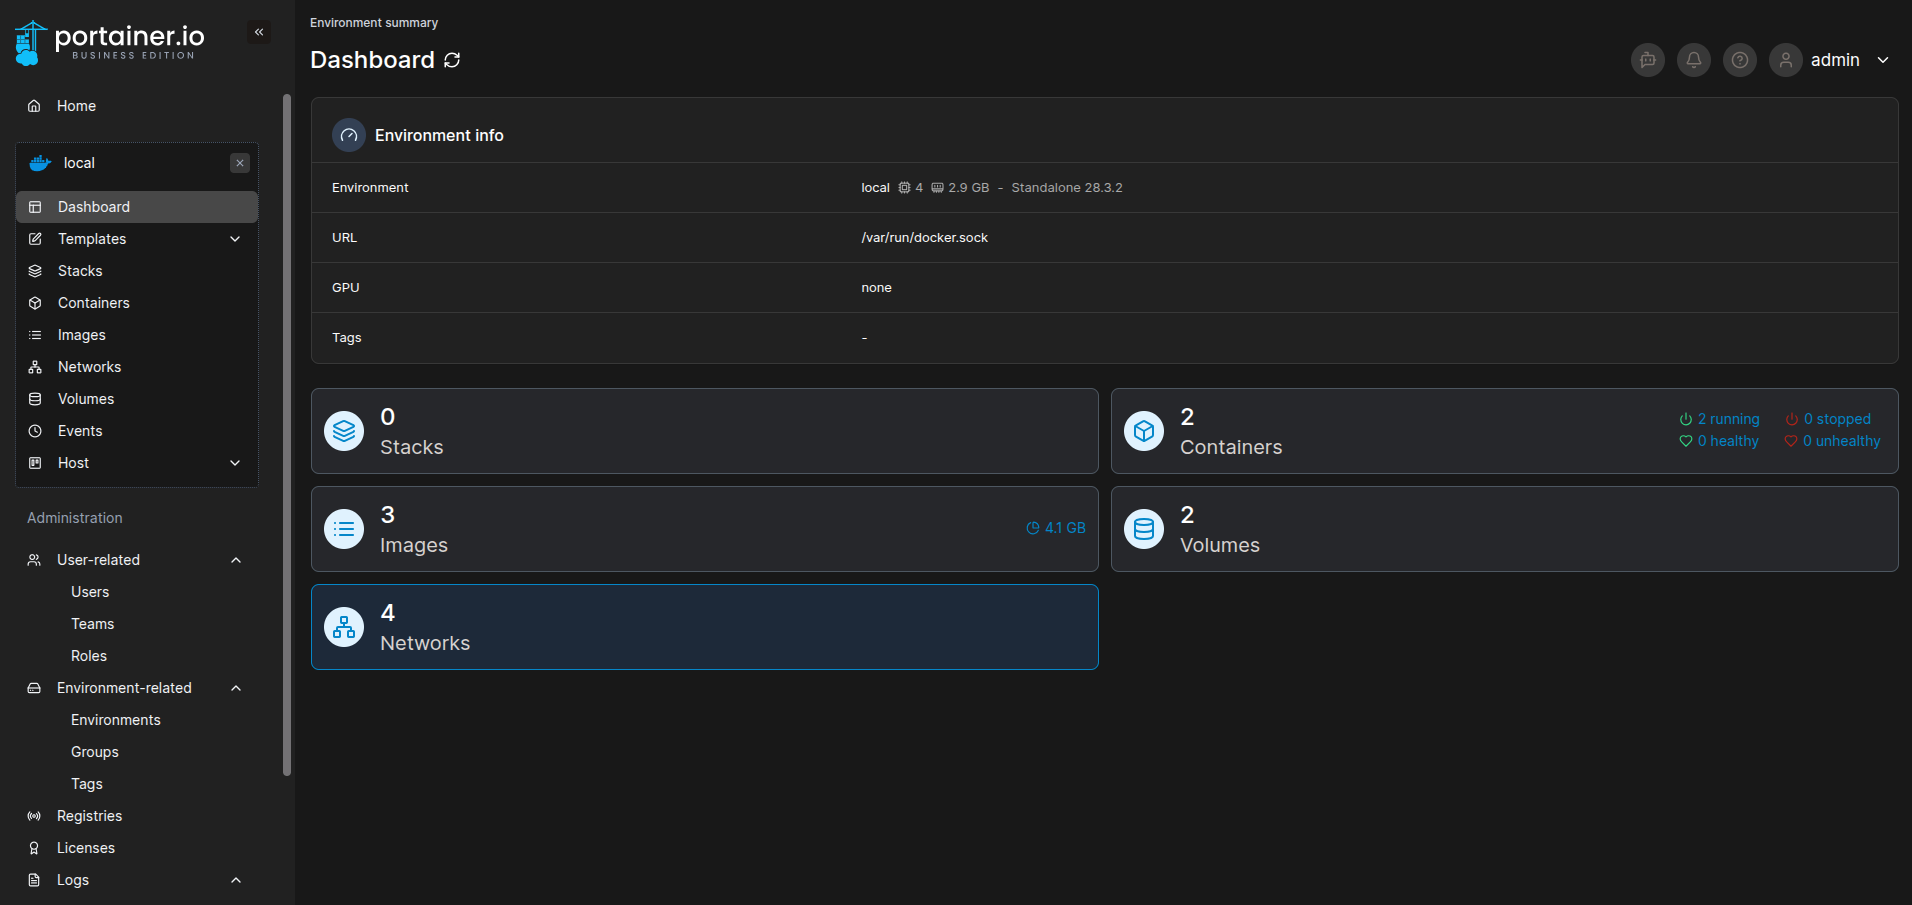 portainer.io
BUSINESS EDITION
Home
local
Dashboard
Templates
Stacks
Containers
Images
Networks
Volumes
Events
Host
Administration
User-related
Users
Teams
Roles
Environment-related
Environments
Groups
Tags
Registries
Licenses
Logs
Environment summary
Dashboard
admin
Environment info
Environment local 4 2.9 GB - Standalone 28.3.2
URL /var/run/docker.sock
GPU none
Tags -
0
Stacks
2
Containers
2 running 0 stopped
0 healthy 0 unhealthy
3
Images
4.1 GB
2
Volumes
4
Networks